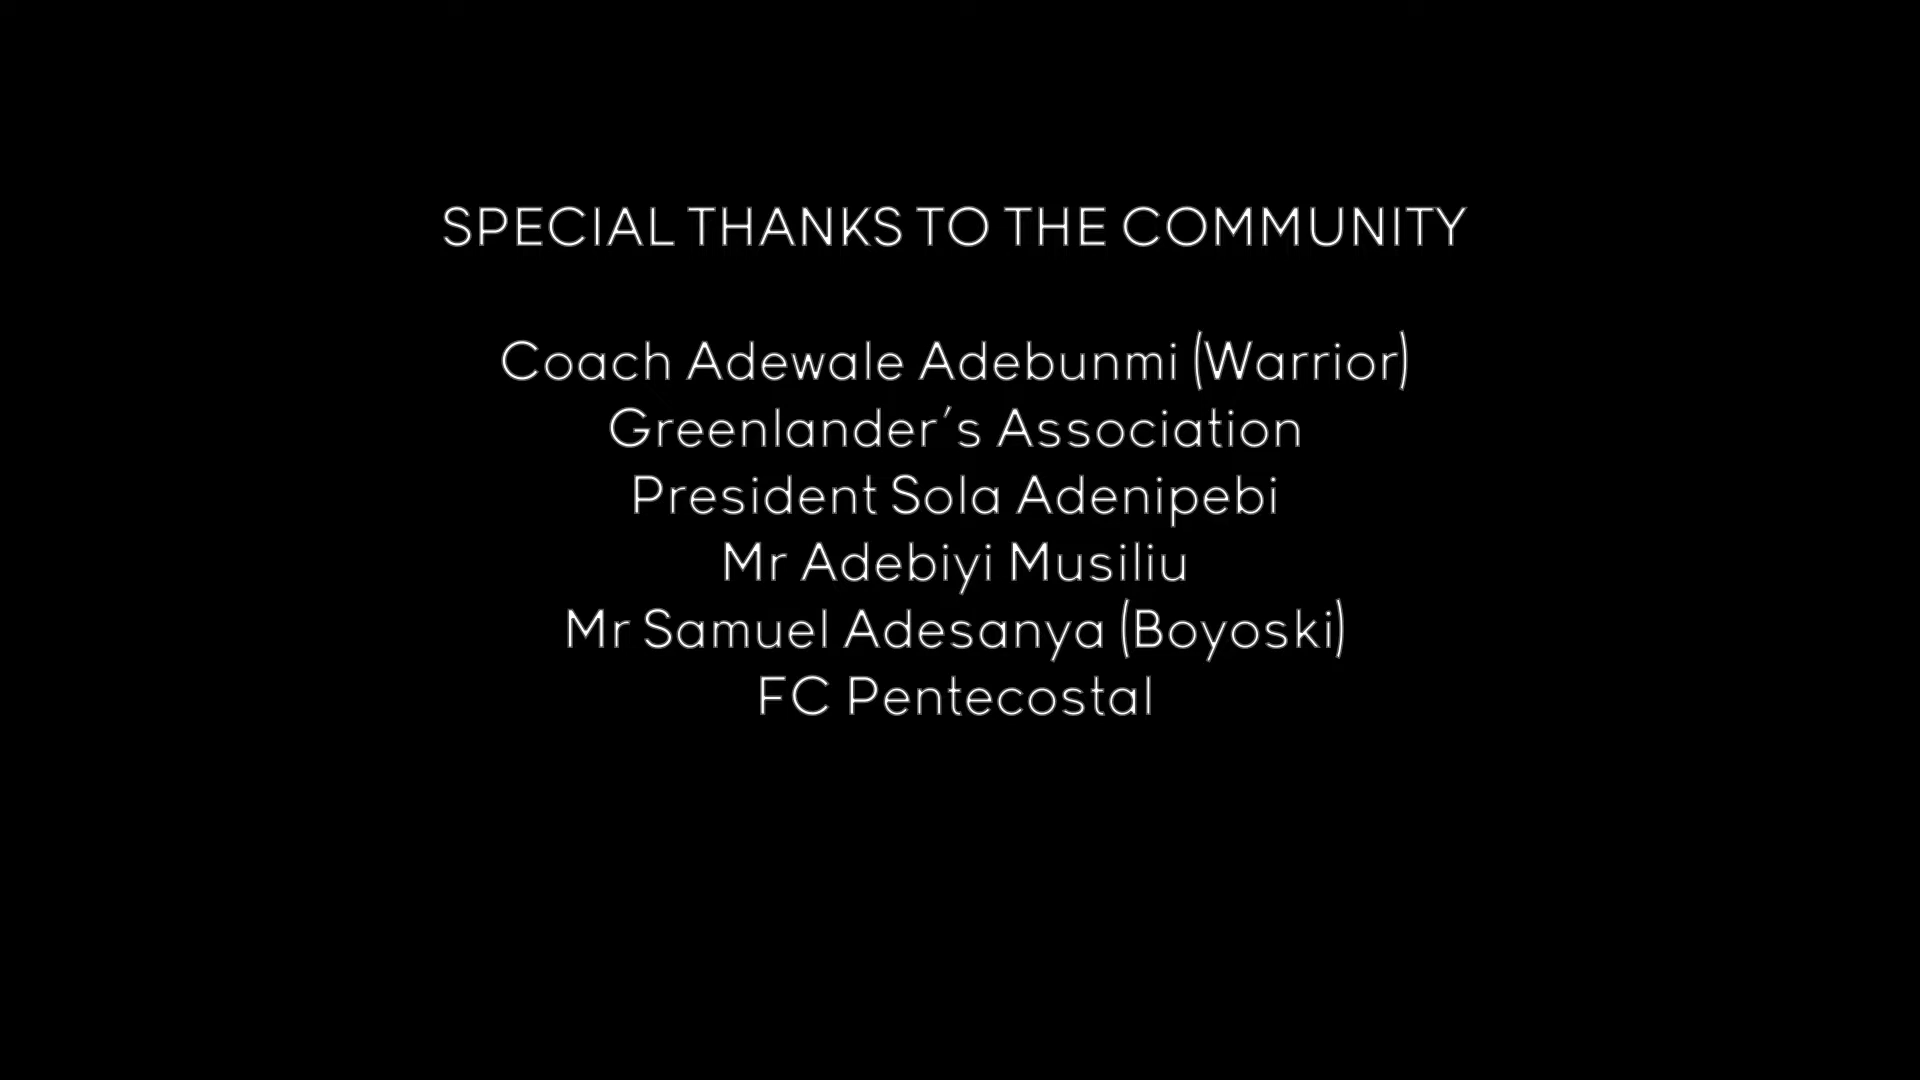 SPECIAL THANKS TO THE COMMUNITY
Coach Adewale Adebunmi (Warrior)
Greenlander's Association
President Sola Adenipebi
Mr Adebiyi Musiliu
Mr Samuel Adesanya (Boyoski)
FC Pentecostal